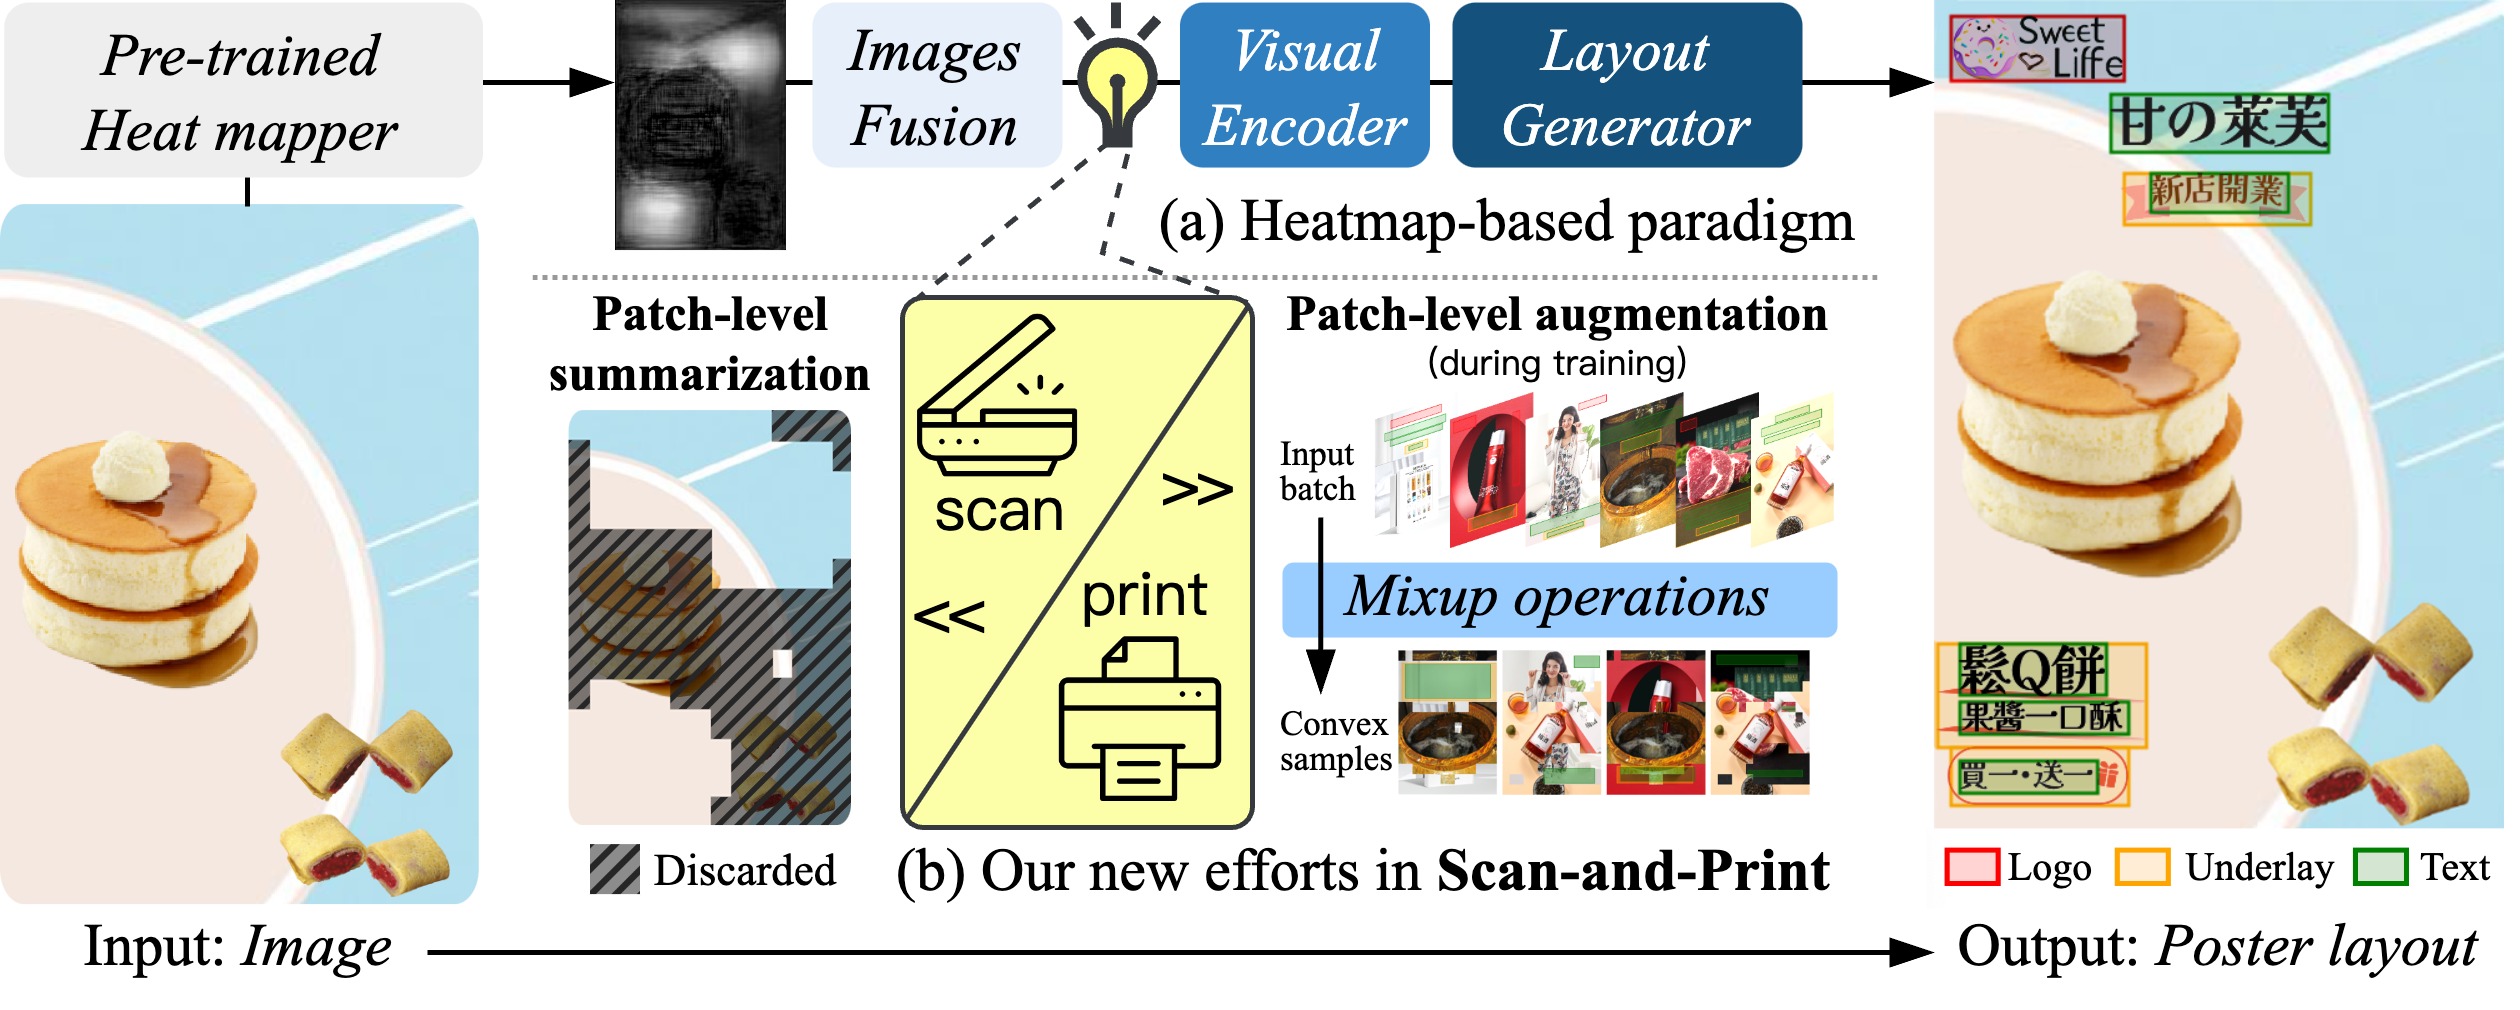 Pre-trained
Heat mapper
Images
Fusion
Visual
Encoder
Layout
Generator
(a) Heatmap-based paradigm
Patch-level
summarization
Discarded
scan
>>
<<
print
Patch-level augmentation
(during training)
Input
batch
Mixup operations
Convex
samples
(b) Our new efforts in Scan-and-Print
Sweet
Liffe
甘の萊芙
新店開業
鬆Q餅
果醬一口酥
買一·送一
Logo
Underlay
Text
Input: Image
Output: Poster layout